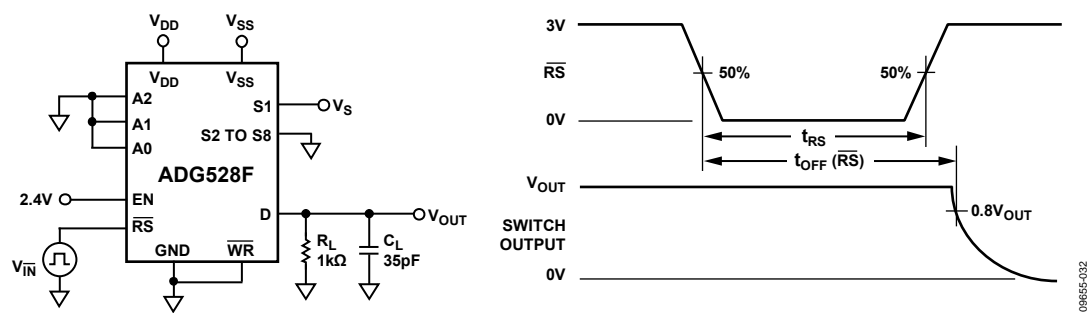 VDD
VSS
VDD
VSS
A2
A1
A0
S1
VS
S2 TO S8
ADG528F
2.4V
EN
RS
D
VOUT
GND
WR
RL
1kΩ
CL
35pF
VIN
3V
RS
0V
50%
50%
tRS
tOFF (RS)
VOUT
SWITCH
OUTPUT
0V
0.8VOUT
09655-032